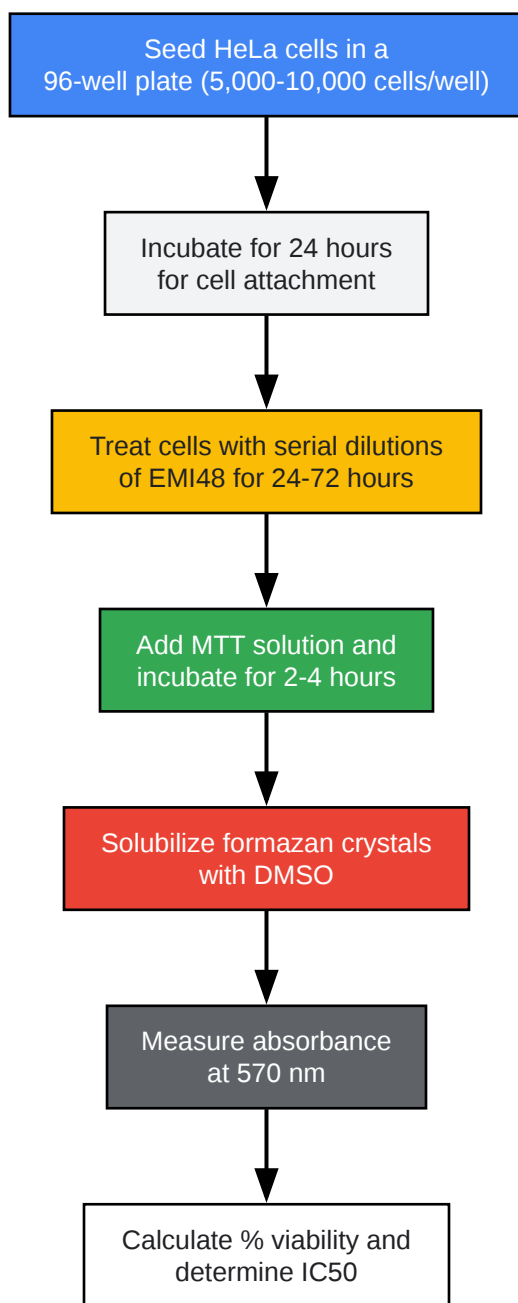 Seed HeLa cells in a
96-well plate (5,000-10,000 cells/well)
Incubate for 24 hours
for cell attachment
Treat cells with serial dilutions
of EMI48 for 24-72 hours
Add MTT solution and
incubate for 2-4 hours
Solubilize formazan crystals
with DMSO
Measure absorbance
at 570 nm
Calculate % viability and
determine IC50